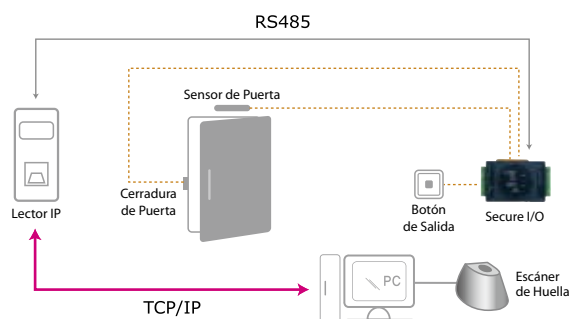 RS485
Sensor de Puerta
Lector IP
Cerradura
de Puerta
Botón
de Salida
Secure I/O
TCP/IP
PC
Escáner
de Huella